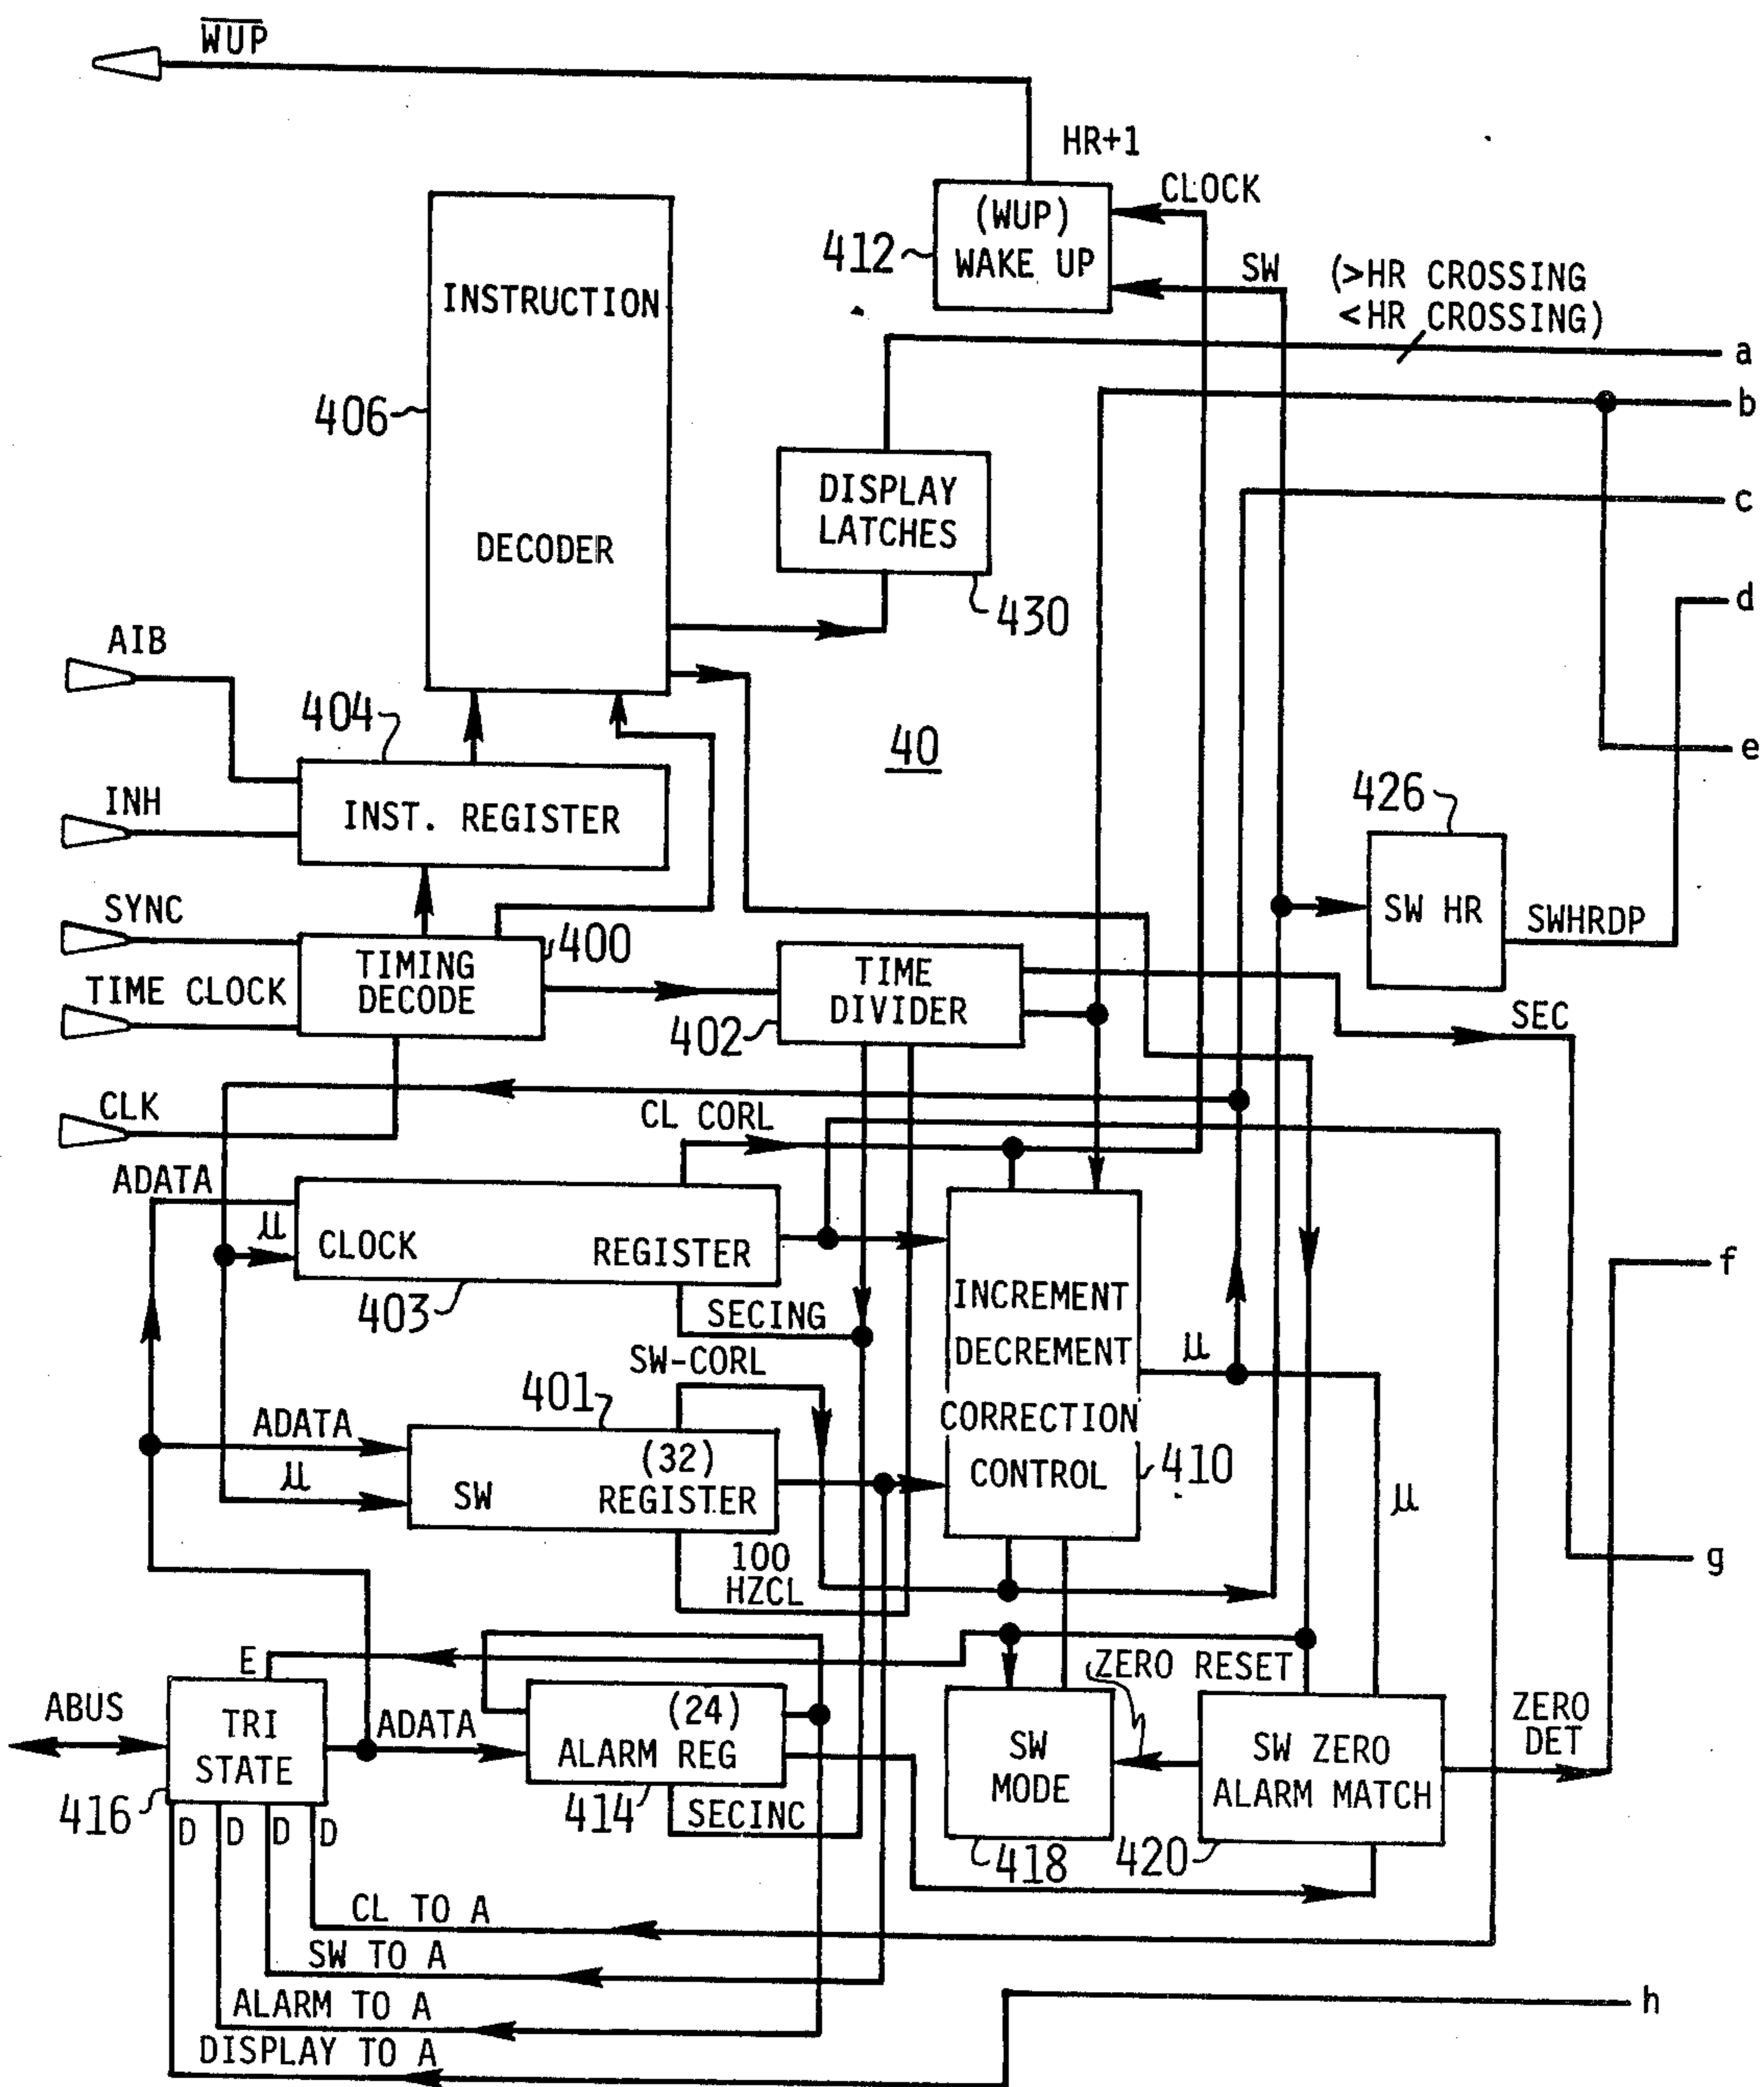 WUP
HR+1
CLOCK
(WUP)
WAKE UP
412
SW
(>HR CROSSING
<HR CROSSING)
a
b
INSTRUCTION
DECODER
406
DISPLAY
LATCHES
430
c
d
e
AIB
404
INH
INST. REGISTER
40
426
SW HR
SWHRDP
SYNC
TIME CLOCK
TIMING
DECODE
400
TIME
DIVIDER
402
SEC
CLK
CL CORL
ADATA
μ
CLOCK REGISTER
403
SECING
f
INCREMENT
DECREMENT
CORRECTION
CONTROL
410
μ
SW-CORL
401
ADATA
μ
(32)
SW REGISTER
μ
100
HZCL
g
E
ZERO RESET
ABUS
TRI
STATE
416
ADATA
(24)
ALARM REG
414
SECINC
SW
MODE
418
SW ZERO
ALARM MATCH
420
ZERO
DET
D D D D
CL TO A
SW TO A
ALARM TO A
DISPLAY TO A
h